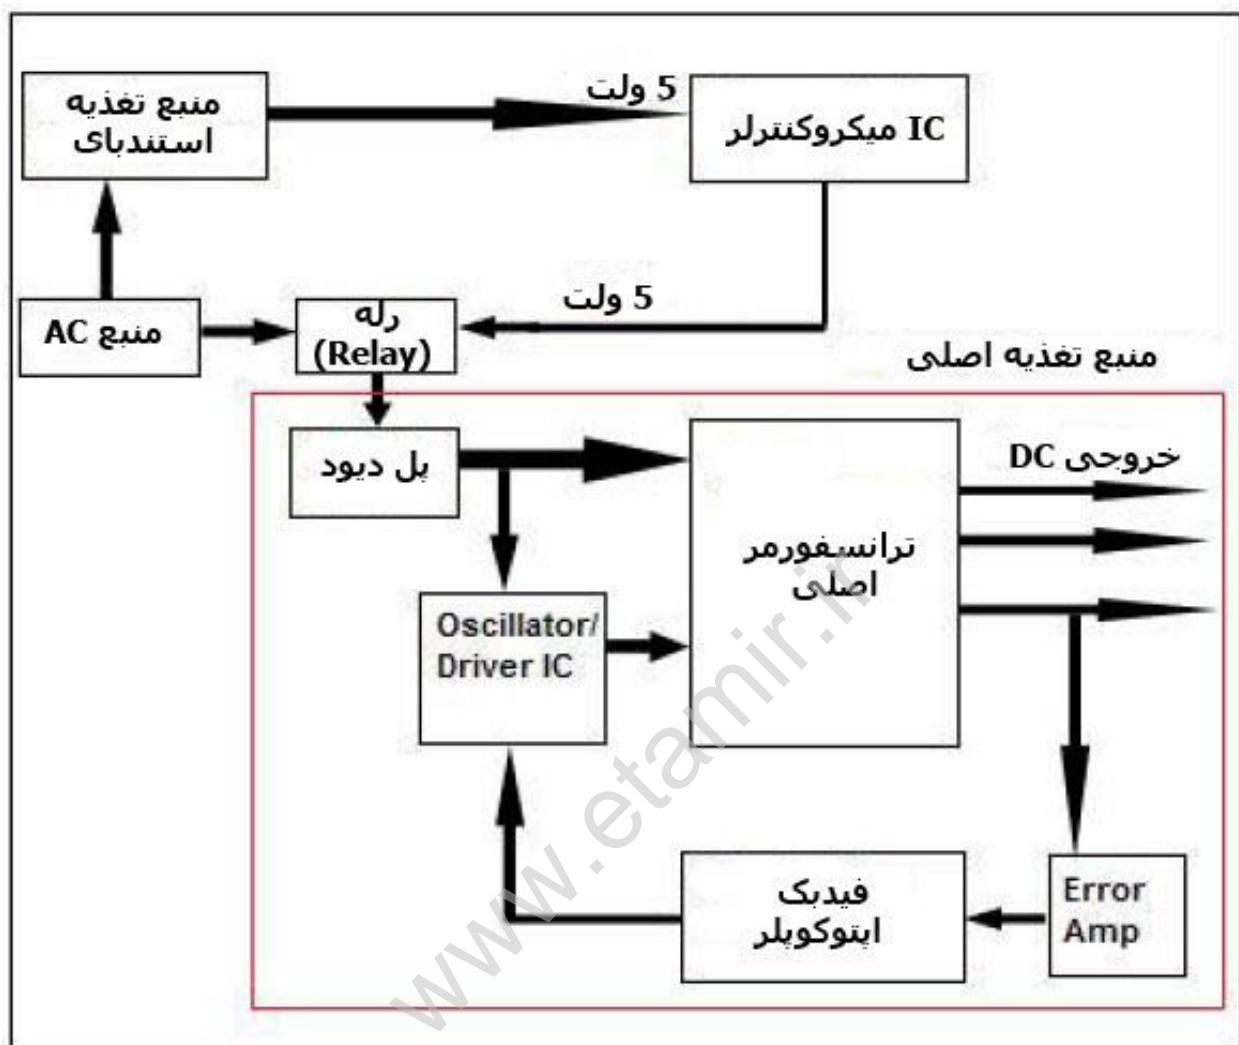 منبع تغذیه
استندبای
5 ولت
IC میکروکنترلر
منبع AC
رله
(Relay)
5 ولت
منبع تغذیه اصلی
پل دیود
خروجی DC
ترانسفورمر
اصلی
Oscillator/
Driver IC
فیدبک
اپتوکوپلر
Error
Amp
www.etamir.ir